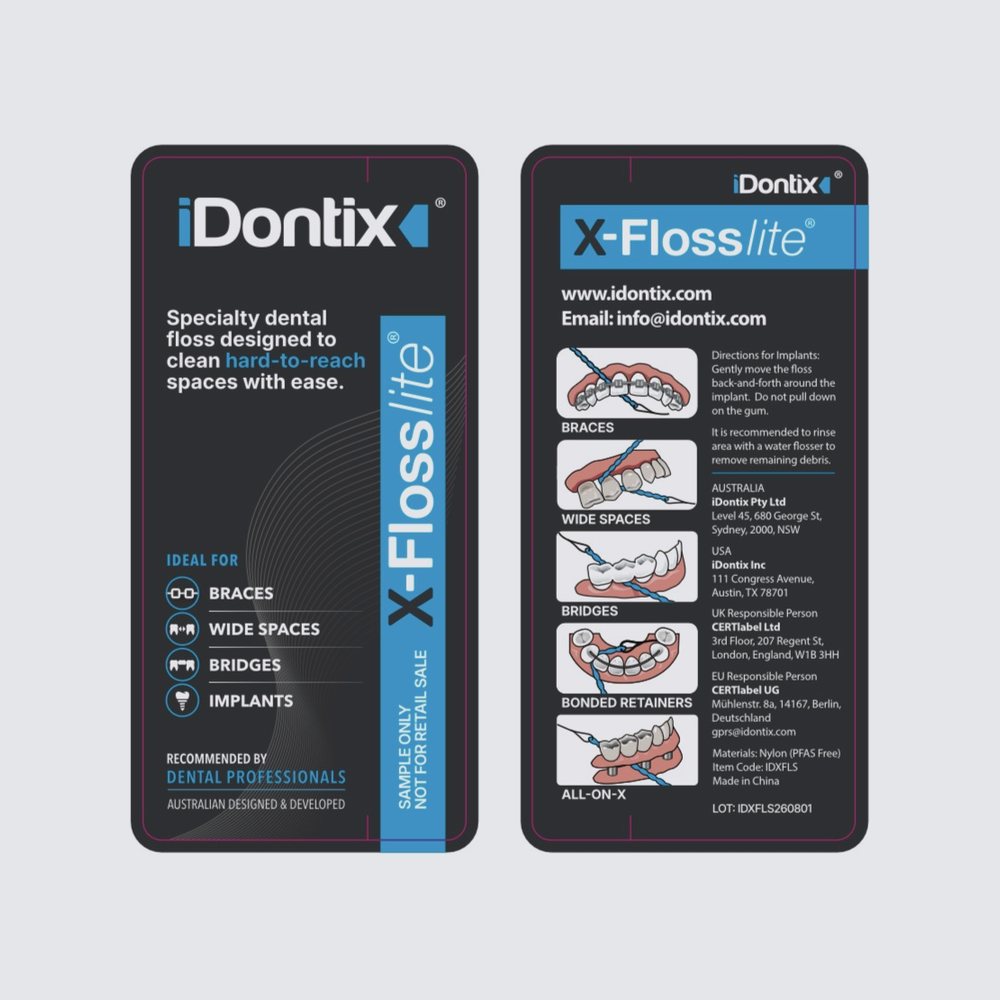 iDontix®
Specialty dental
floss designed to
clean hard-to-reach
spaces with ease.
X-Flosslite®
SAMPLE ONLY
NOT FOR RETAIL SALE
IDEAL FOR
BRACES
WIDE SPACES
BRIDGES
IMPLANTS
RECOMMENDED BY
DENTAL PROFESSIONALS
AUSTRALIAN DESIGNED & DEVELOPED
iDontix®
X-Flosslite®
www.idontix.com
Email: info@idontix.com
BRACES
WIDE SPACES
BRIDGES
BONDED RETAINERS
ALL-ON-X
Directions for Implants:
Gently move the floss
back-and-forth around the
implant. Do not pull down
on the gum.
It is recommended to rinse
area with a water flosser to
remove remaining debris.
AUSTRALIA
iDontix Pty Ltd
Level 45, 680 George St,
Sydney, 2000, NSW
USA
iDontix Inc
111 Congress Avenue,
Austin, TX 78701
UK Responsible Person
CERTlabel Ltd
3rd Floor, 207 Regent St,
London, England, W1B 3HH
EU Responsible Person
CERTlabel UG
Mühlenstr. 8a, 14167, Berlin,
Deutschland
gprs@idontix.com
Materials: Nylon (PFAS Free)
Item Code: IDXFLS
Made in China
LOT: IDXFLS260801